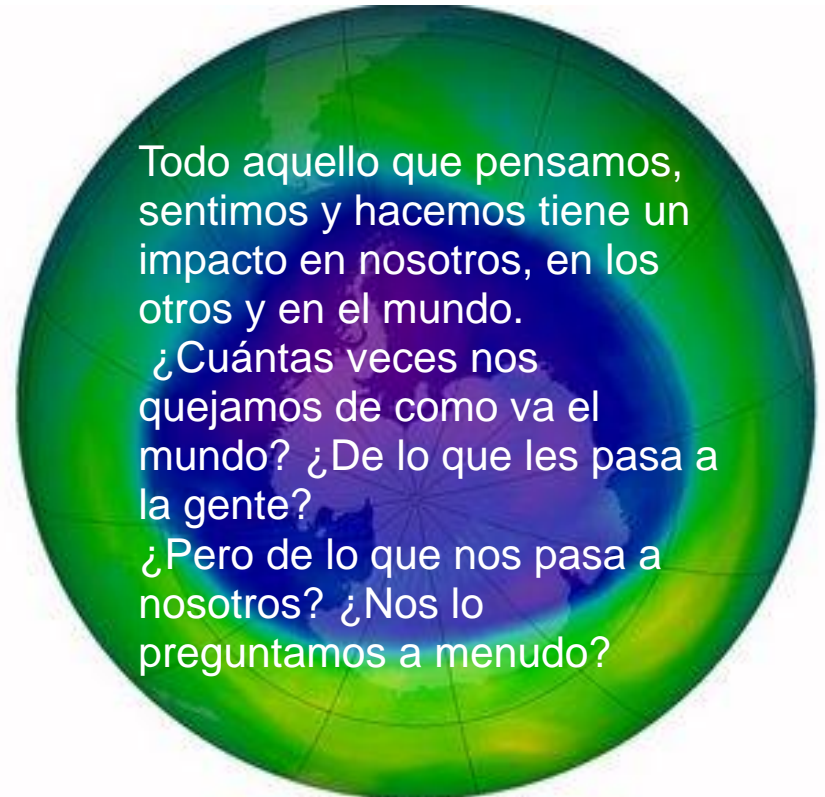 Todo aquello que pensamos,
sentimos y hacemos tiene un
impacto en nosotros, en los
otros y en el mundo.
¿Cuántas veces nos
quejamos de como va el
mundo? ¿De lo que les pasa a
la gente?
¿Pero de lo que nos pasa a
nosotros? ¿Nos lo
preguntamos a menudo?